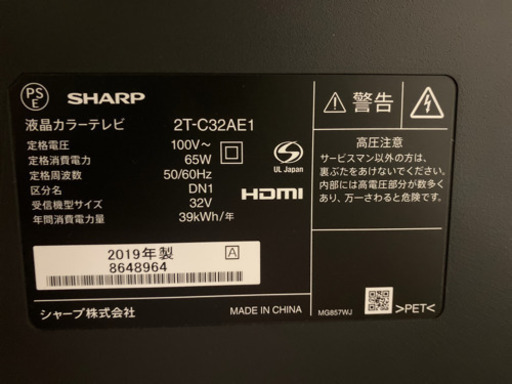 PSE
SHARP
液晶カラーテレビ 2T-C32AE1
定格電圧 100V~
定格消費電力 65W
定格周波数 50/60Hz
区分名 DN1
受信機型サイズ 32V
年間消費電力量 39kWh/年
UL Japan
HDMI
2019年製 A
8648964
シャープ株式会社
MADE IN CHINA
警告
高圧注意
サービスマン以外の方は、
裏ぶたをあけないでください。
内部には高電圧部分が数多く
あり、万一さわると危険です。
MG857WJ
>PET<